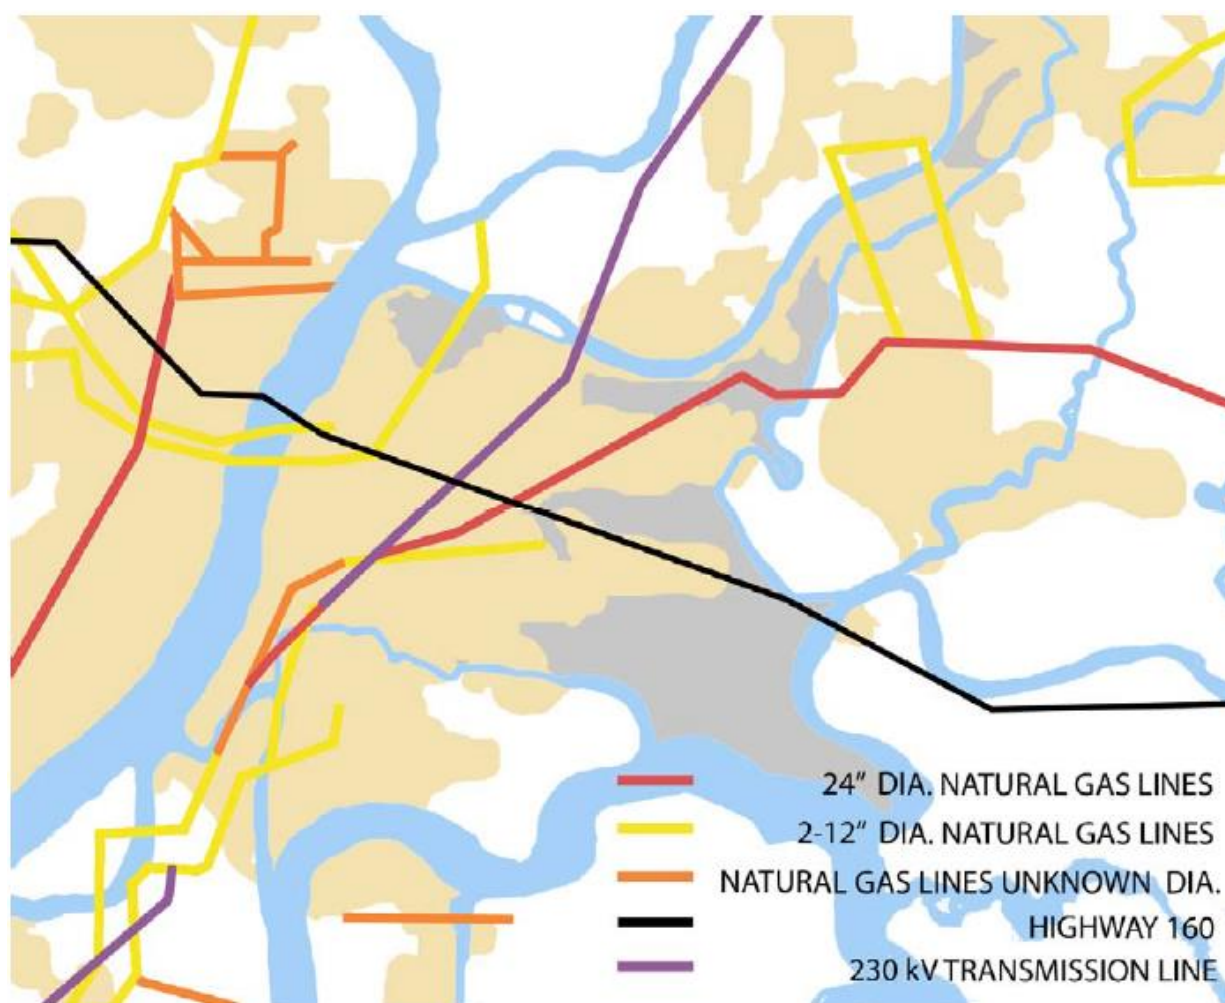 24" DIA. NATURAL GAS LINES
2-12" DIA. NATURAL GAS LINES
NATURAL GAS LINES UNKNOWN DIA.
HIGHWAY 160
230 kV TRANSMISSION LINE